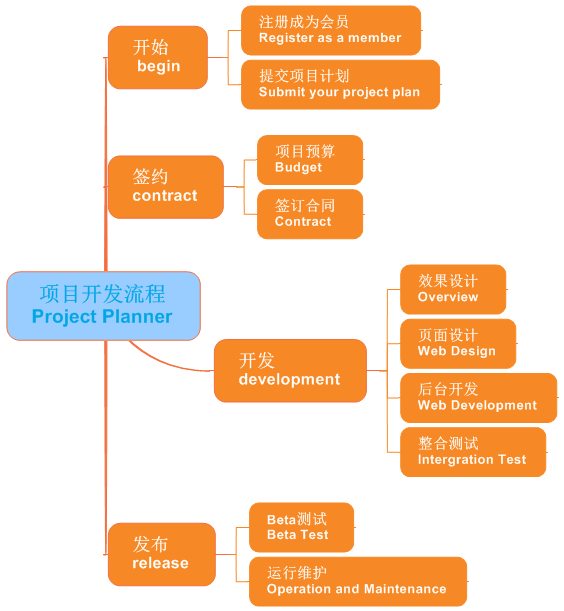 开始
begin
注册成为会员
Register as a member
提交项目计划
Submit your project plan
签约
contract
项目预算
Budget
签订合同
Contract
项目开发流程
Project Planner
开发
development
效果设计
Overview
页面设计
Web Design
后台开发
Web Development
整合测试
Intergration Test
发布
release
Beta测试
Beta Test
运行维护
Operation and Maintenance